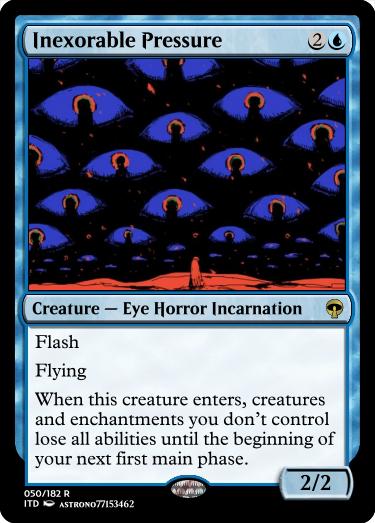 Inexorable Pressure 2
Creature — Eye Horror Incarnation
Flash
Flying
When this creature enters, creatures
and enchantments you don't control
lose all abilities until the beginning of
your next first main phase.
2/2
050/182 R
ITD ASTRONO77153462